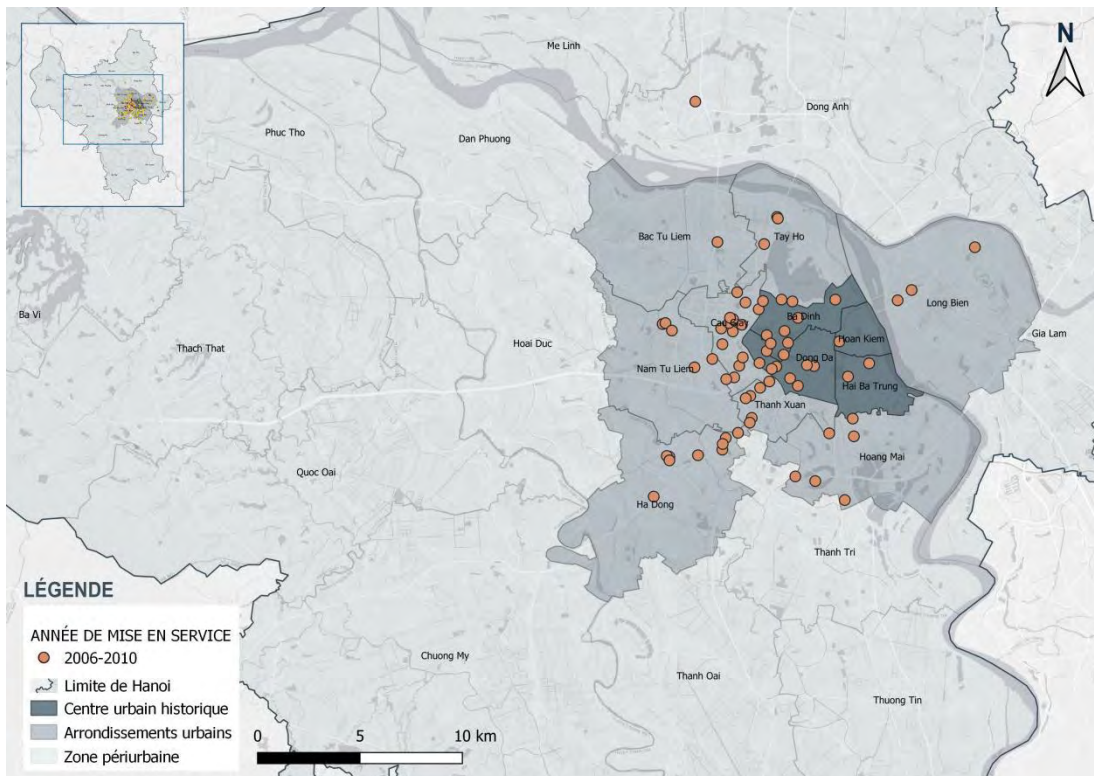 Me Linh
N
Dong Anh
Phuc Tho
Dan Phuong
Bac Tu Liem
Tay Ho
Long Bien
Ba Vi
Ba Dinh
Cau Giay
Hoan Kiem
Gia Lam
Thach That
Hoai Duc
Dong Da
Nam Tu Liem
Hai Ba Trung
Thanh Xuan
Hoang Mai
Quoc Oai
Ha Dong
Thanh Tri
LÉGENDE
ANNÉE DE MISE EN SERVICE
2006-2010
Limite de Hanoi
Centre urbain historique
Arrondissements urbains
Zone périurbaine
Chuong My
Thanh Oai
Thuong Tin
0 5 10 km